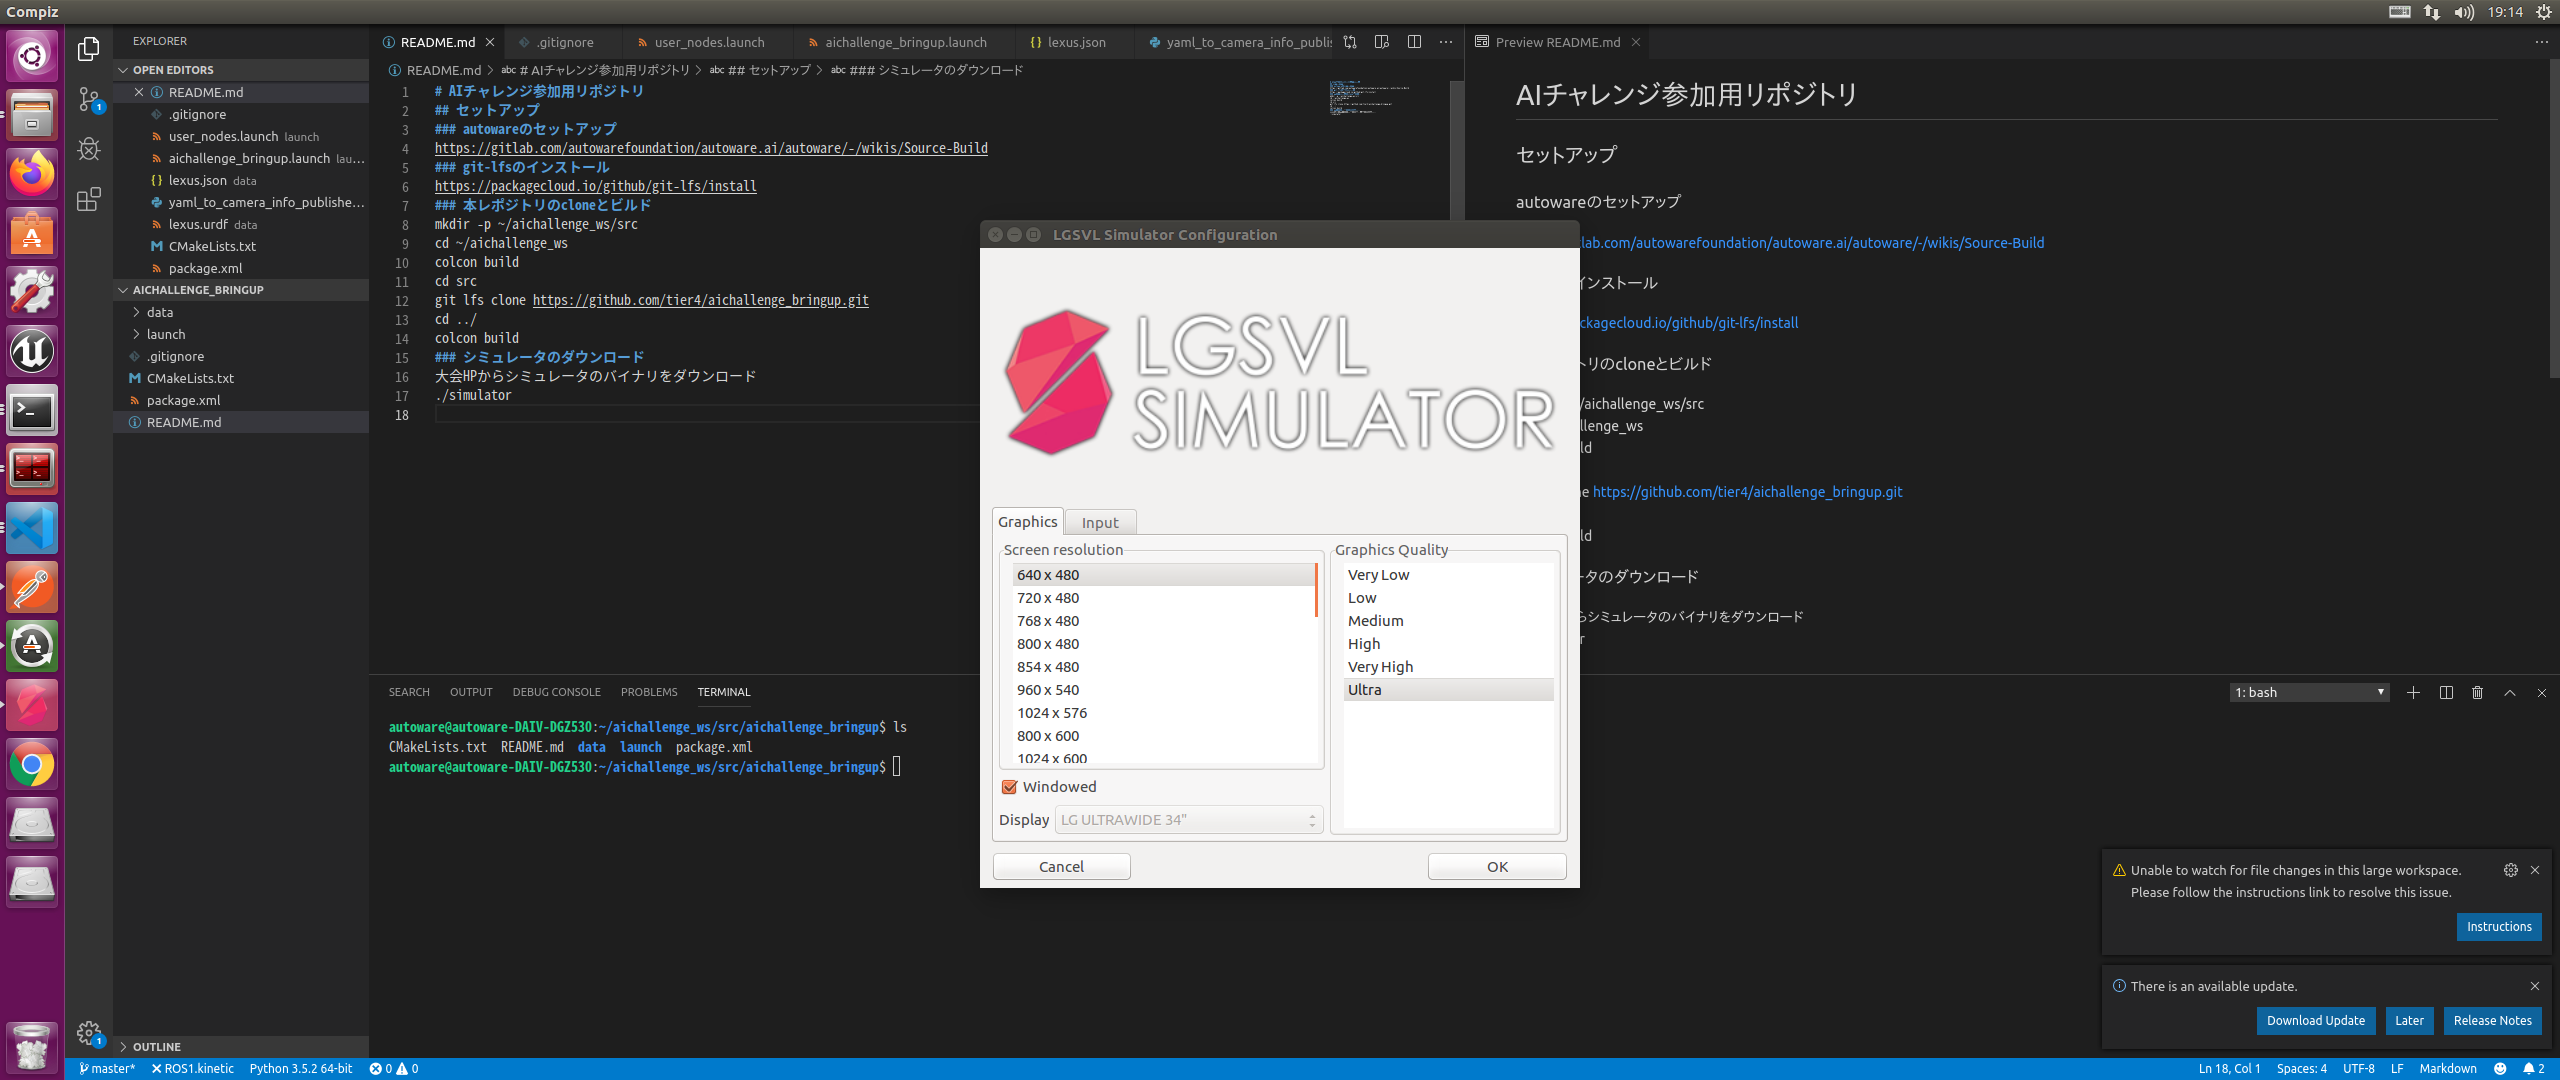 Compiz
19:14
EXPLORER
OPEN EDITORS
README.md
.gitignore
user_nodes.launch launch
aichallenge_bringup.launch lau...
lexus.json data
yaml_to_camera_info_publishe...
lexus.urdf data
CMakeLists.txt
package.xml
AICHALLENGE_BRINGUP
data
launch
.gitignore
CMakeLists.txt
package.xml
README.md
OUTLINE
README.md
.gitignore
user_nodes.launch
aichallenge_bringup.launch
lexus.json
yaml_to_camera_info_publis
README.md > # AIチャレンジ参加用リポジトリ > ## セットアップ > ### シミュレータのダウンロード
1 # AIチャレンジ参加用リポジトリ
2 ## セットアップ
3 ### autowareのセットアップ
4 https://gitlab.com/autowarefoundation/autoware.ai/autoware/-/wikis/Source-Build
5 ### git-lfsのインストール
6 https://packagecloud.io/github/git-lfs/install
7 ### 本レポジトリのcloneとビルド
8 mkdir -p ~/aichallenge_ws/src
9 cd ~/aichallenge_ws
10 colcon build
11 cd src
12 git lfs clone https://github.com/tier4/aichallenge_bringup.git
13 cd ../
14 colcon build
15 ### シミュレータのダウンロード
16 大会HPからシミュレータのバイナリをダウンロード
17 ./simulator
18
Preview README.md
AIチャレンジ参加用リポジトリ
セットアップ
autowareのセットアップ
lab.com/autowarefoundation/autoware.ai/autoware/-/wikis/Source-Build
インストール
ckagecloud.io/github/git-lfs/install
トリのcloneとビルド
/aichallenge_ws/src
llenge_ws
ld
ne https://github.com/tier4/aichallenge_bringup.git
ld
ータのダウンロード
らシミュレータのバイナリをダウンロード
r
LGSVL Simulator Configuration
LGSVL
SIMULATOR
Graphics
Input
Screen resolution
640 x 480
720 x 480
768 x 480
800 x 480
854 x 480
960 x 540
1024 x 576
800 x 600
1024 x 600
Graphics Quality
Very Low
Low
Medium
High
Very High
Ultra
Windowed
Display LG ULTRAWIDE 34"
Cancel
OK
SEARCH
OUTPUT
DEBUG CONSOLE
PROBLEMS
TERMINAL
1: bash
autoware@autoware-DAIV-DGZ530:~/aichallenge_ws/src/aichallenge_bringup$ ls
CMakeLists.txt README.md data launch package.xml
autoware@autoware-DAIV-DGZ530:~/aichallenge_ws/src/aichallenge_bringup$
Unable to watch for file changes in this large workspace.
Please follow the instructions link to resolve this issue.
Instructions
There is an available update.
Download Update
Later
Release Notes
master*
ROS1.kinetic
Python 3.5.2 64-bit
0
0
Ln 18, Col 1
Spaces: 4
UTF-8
LF
Markdown
2